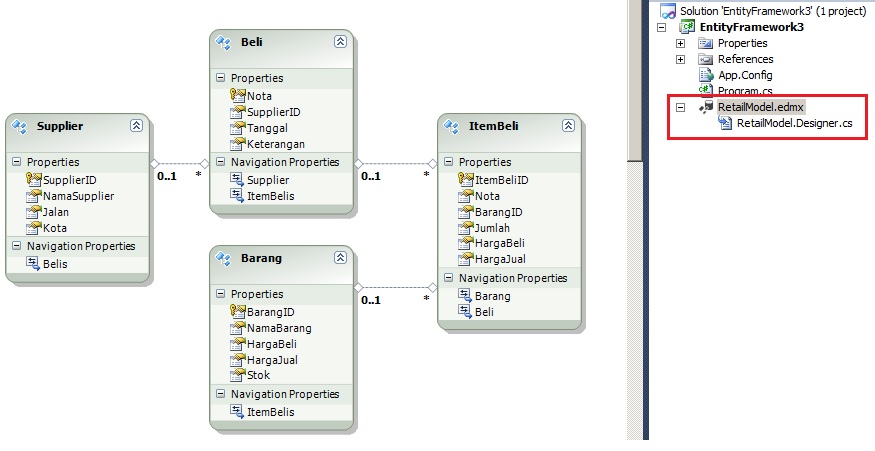 Supplier
Properties
SupplierID
NamaSupplier
Jalan
Kota
Navigation Properties
Belis
0..1
*
Beli
Properties
Nota
SupplierID
Tanggal
Keterangan
Navigation Properties
Supplier
ItemBelis
0..1
*
Barang
Properties
BarangID
NamaBarang
HargaBeli
HargaJual
Stok
Navigation Properties
ItemBelis
0..1
*
ItemBeli
Properties
ItemBeliID
Nota
BarangID
Jumlah
HargaBeli
HargaJual
Navigation Properties
Barang
Beli
Solution 'EntityFramework3' (1 project)
EntityFramework3
Properties
References
App.Config
Program.cs
RetailModel.edmx
RetailModel.Designer.cs